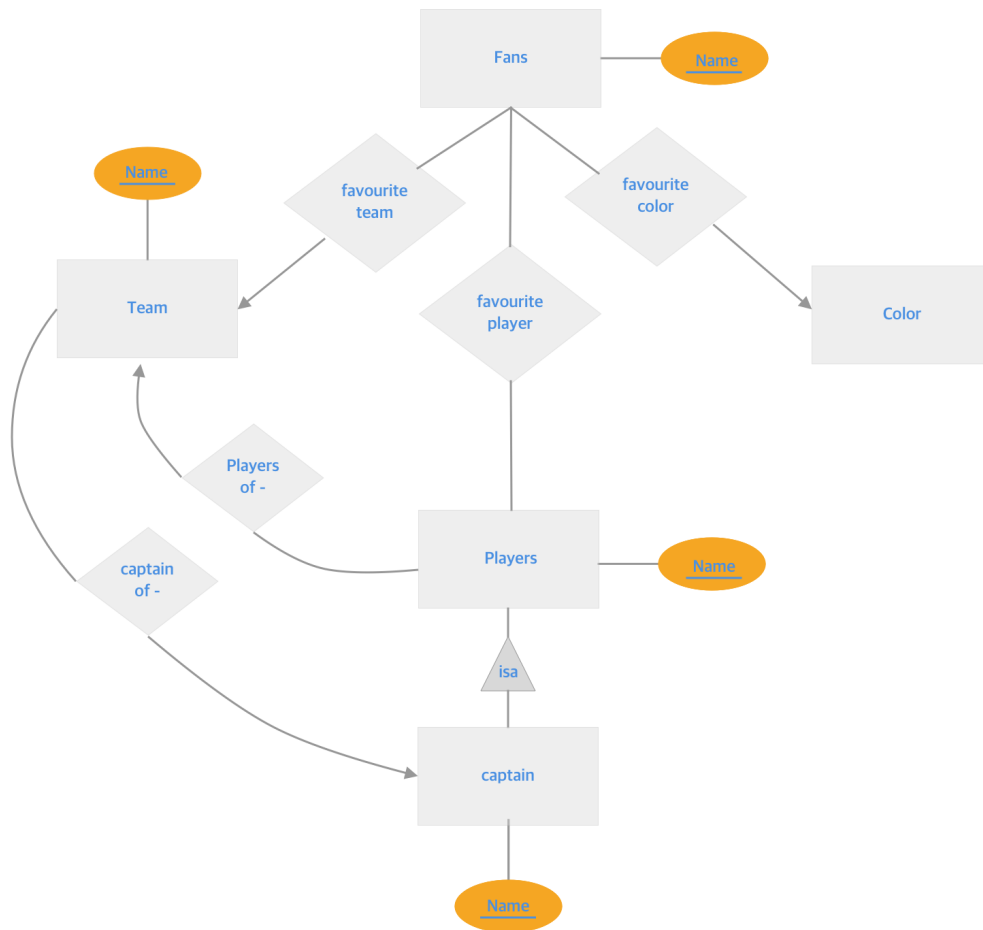 Fans
Name
Name
favourite
team
favourite
color
Team
favourite
player
Color
Players
of -
captain
of -
Players
Name
isa
captain
Name